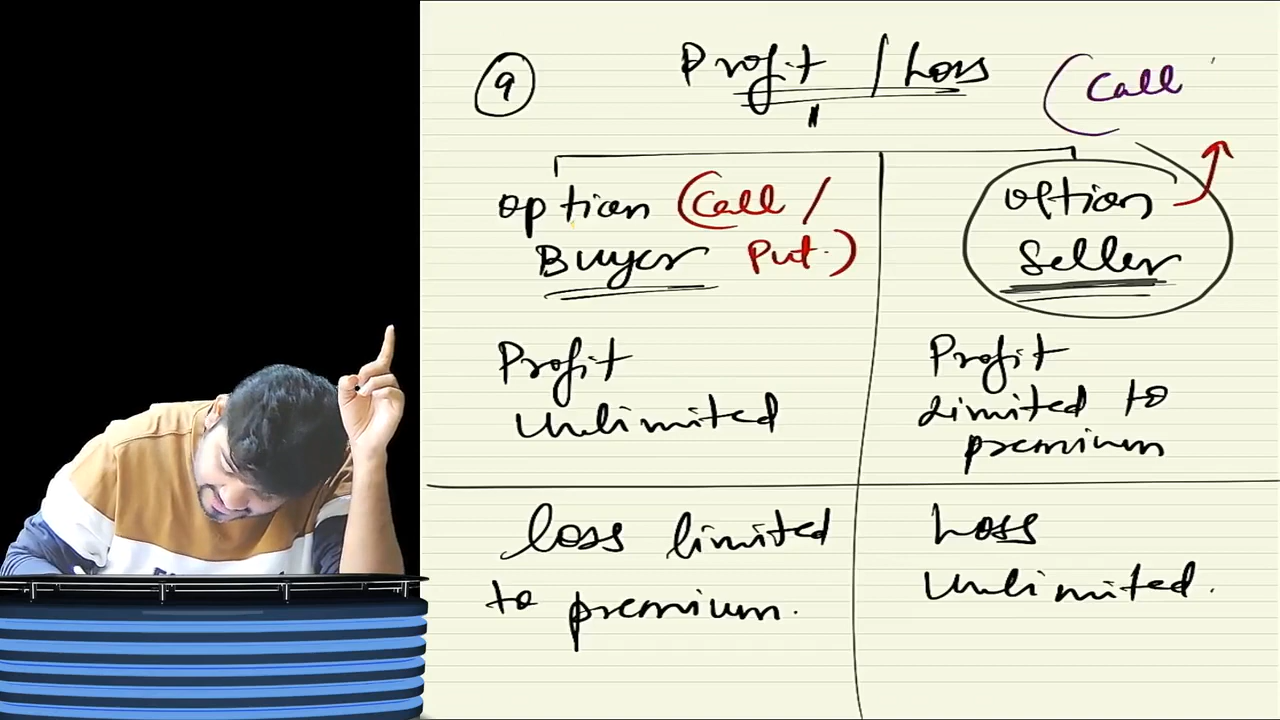 9
Profit / Loss
(Call
Option (Call /
Buyer Put.)
Option
Seller
Profit
Unlimited
Profit
Limited to
premium
loss limited
to premium.
Loss
Unlimited.